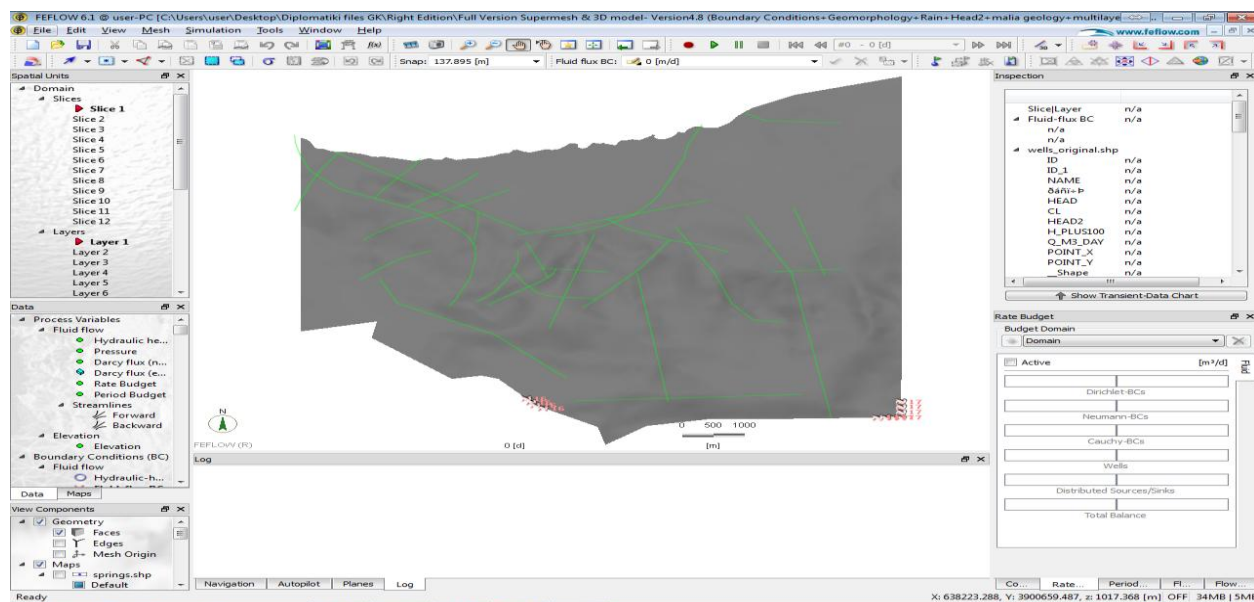 FEFLOW 6.1 @ user-PC [C:\Users\user\Desktop\Diplomatiki files GK\Right Edition\Full Version Supermesh & 3D model- Version4.8 (Boundary Conditions+Geomorphology+Rain+Head2+malia geology+multilaye
File Edit View Mesh Simulation Tools Window Help
www.feflow.com
#0 - 0 [d]
Snap: 137.895 [m] Fluid flux BC: 0 [m/d]
Spatial Units
Domain
Slices
Slice 1
Slice 2
Slice 3
Slice 4
Slice 5
Slice 6
Slice 7
Slice 8
Slice 9
Slice 10
Slice 11
Slice 12
Layers
Layer 1
Layer 2
Layer 3
Layer 4
Layer 5
Layer 6
Data
Process Variables
Fluid flow
Hydraulic he...
Pressure
Darcy flux (n...
Darcy flux (e...
Rate Budget
Period Budget
Streamlines
Forward
Backward
Elevation
Elevation
Boundary Conditions (BC)
Fluid flow
Hydraulic-h...
Data Maps
View Components
Geometry
Faces
Edges
Mesh Origin
Maps
springs.shp
Default
N
FEFLOW (R)
0 [d]
0 500 1000
[m]
Log
Navigation Autopilot Planes Log
Inspection
Slice|Layer n/a
Fluid-flux BC n/a
n/a
n/a
wells_original.shp
ID n/a
ID_1 n/a
NAME n/a
ðáñï÷Þ n/a
HEAD n/a
CL n/a
HEAD2 n/a
H_PLUS100 n/a
Q_M3_DAY n/a
POINT_X n/a
POINT_Y n/a
__Shape n/a
Show Transient-Data Chart
Rate Budget
Budget Domain
Domain
Active [m³/d]
Fluid
Dirichlet-BCs
Neumann-BCs
Cauchy-BCs
Wells
Distributed Sources/Sinks
Total Balance
Co... Rate... Period... Fl... Flow...
Ready
X: 638223.288, Y: 3900659.487, z: 1017.368 [m] OFF 34MB | 5MI